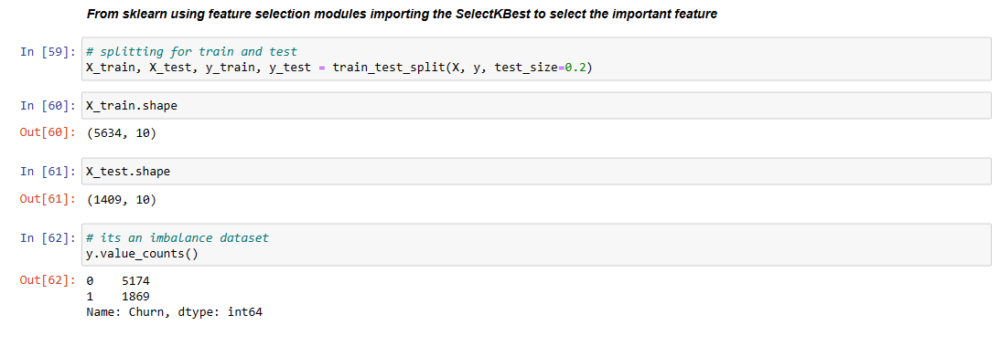 From sklearn using feature selection modules importing the SelectKBest to select the important feature
In [59]: # splitting for train and test
X_train, X_test, y_train, y_test = train_test_split(X, y, test_size=0.2)
In [60]: X_train.shape
Out[60]: (5634, 10)
In [61]: X_test.shape
Out[61]: (1409, 10)
In [62]: # its an imbalance dataset
y.value_counts()
Out[62]: 0    5174
1    1869
Name: Churn, dtype: int64